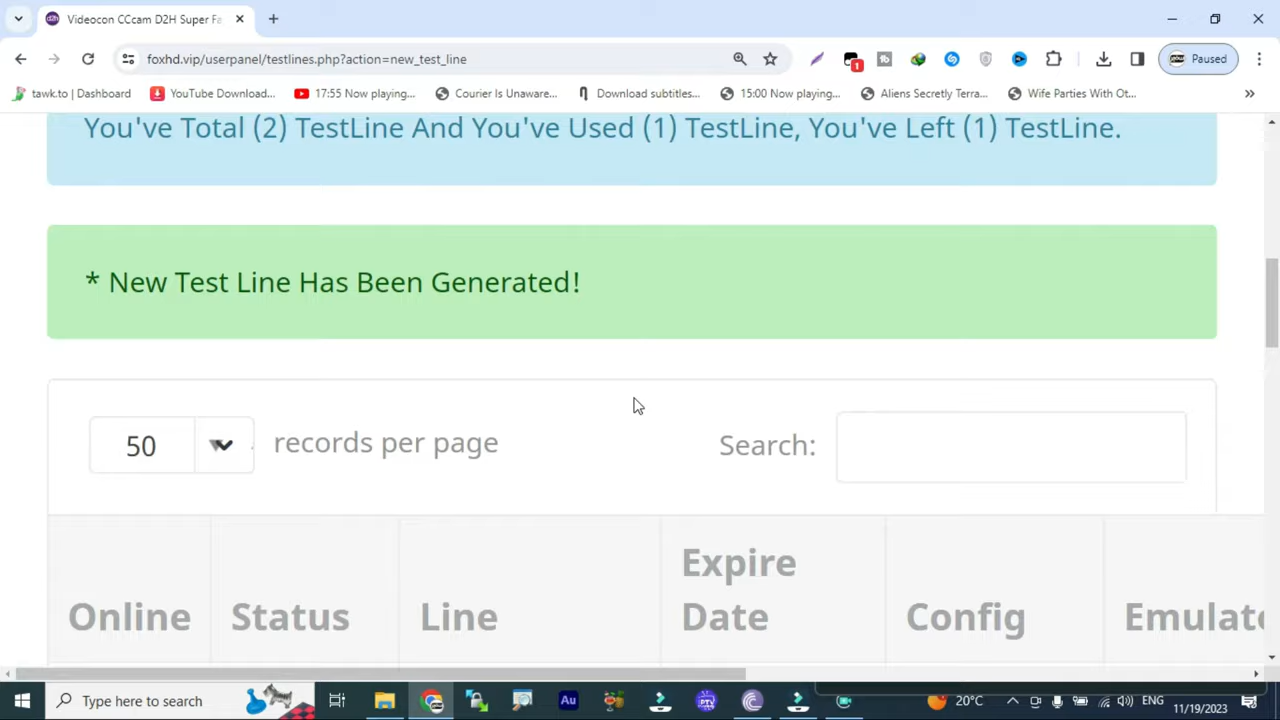 Videocon CCcam D2H Super Fa
foxhd.vip/userpanel/testlines.php?action=new_test_line
1
Paused
tawk.to | Dashboard
YouTube Download...
17:55 Now playing....
Courier Is Unaware...
Download subtitles...
15:00 Now playing....
Aliens Secretly Terra...
Wife Parties With Ot...
You've Total (2) TestLine And You've Used (1) TestLine, You've Left (1) TestLine.
* New Test Line Has Been Generated!
50
records per page
Search:
Online
Status
Line
Expire
Date
Config
Emulate
Type here to search
Au
PTV
20°C
ENG
11/19/2023